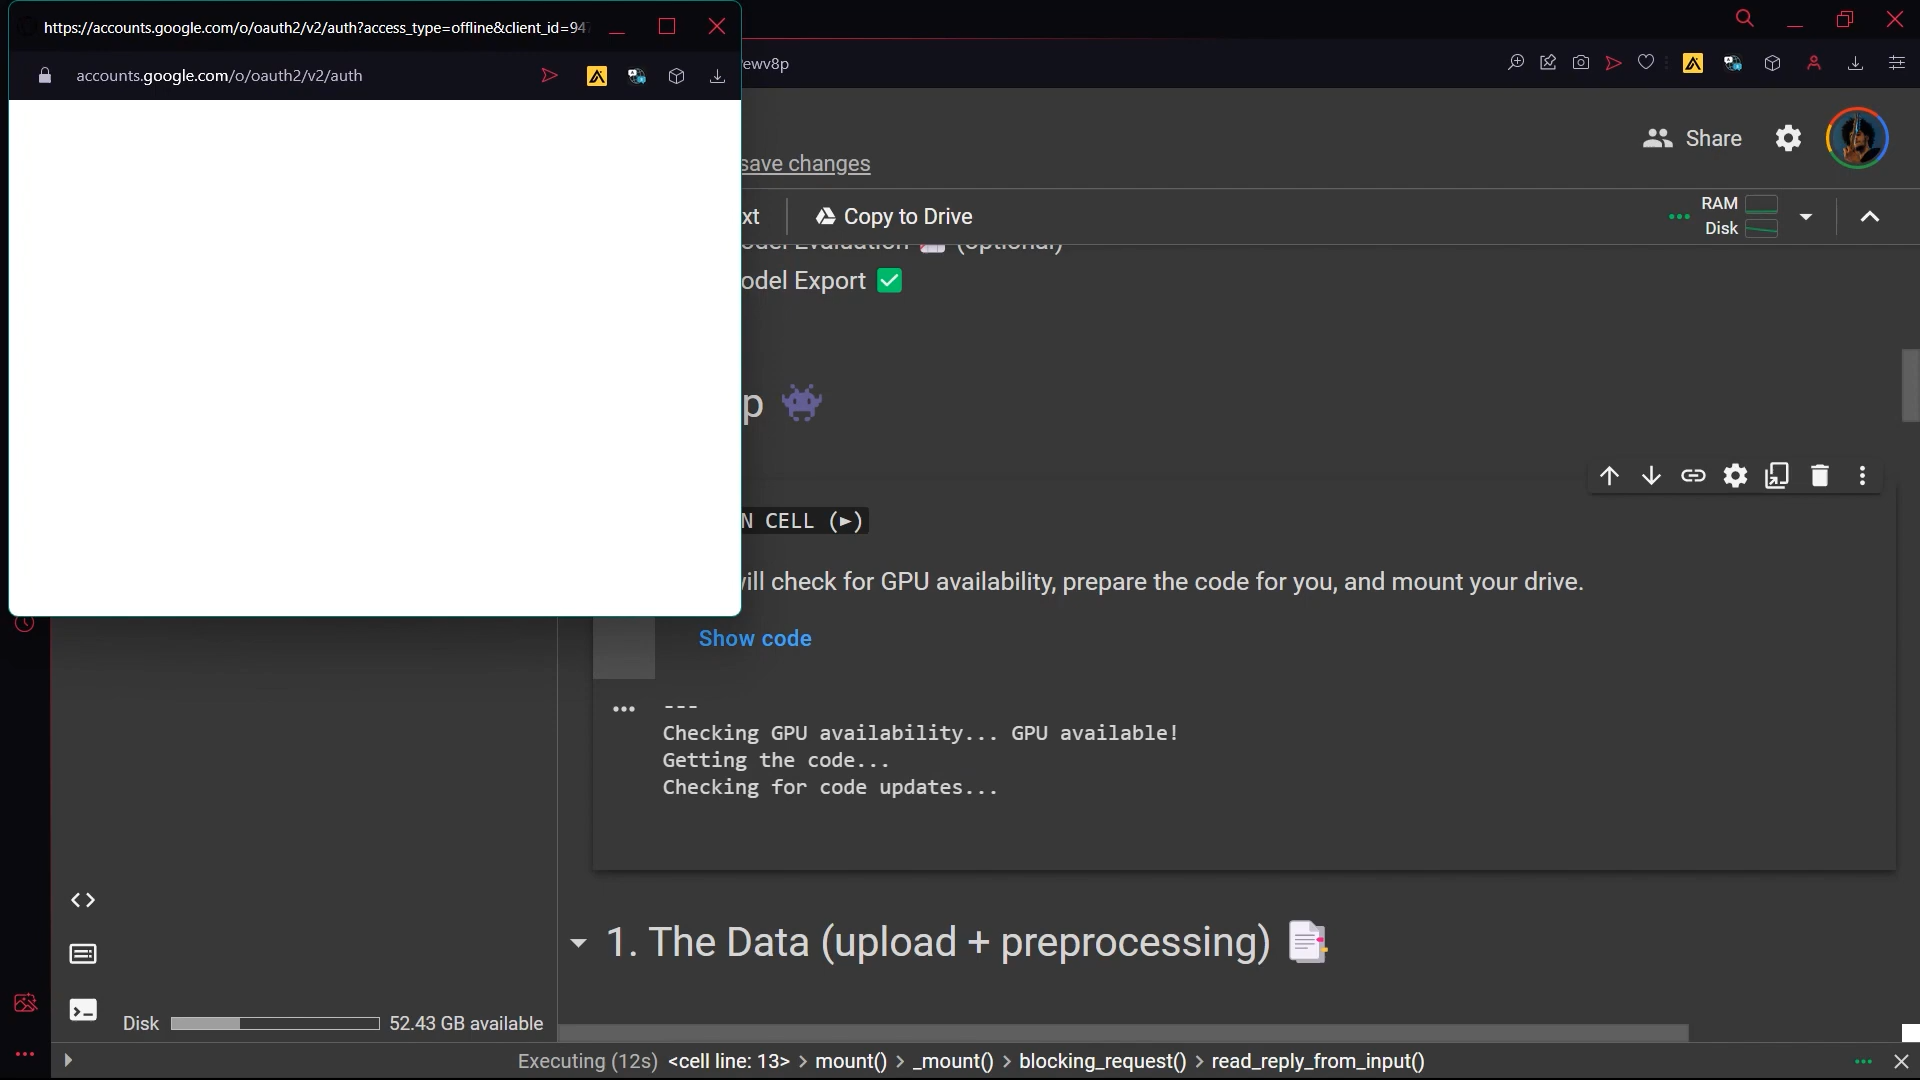 https://accounts.google.com/o/oauth2/v2/auth?access_type=offline&client_id=94
accounts.google.com/o/oauth2/v2/auth
ewv8p
Share
save changes
xt
Copy to Drive
RAM
Disk
odel Evaluation (optional)
odel Export
p
N CELL (►)
will check for GPU availability, prepare the code for you, and mount your drive.
Show code
---
Checking GPU availability... GPU available!
Getting the code...
Checking for code updates...
1. The Data (upload + preprocessing)
Disk 52.43 GB available
Executing (12s) <cell line: 13> > mount() > _mount() > blocking_request() > read_reply_from_input()